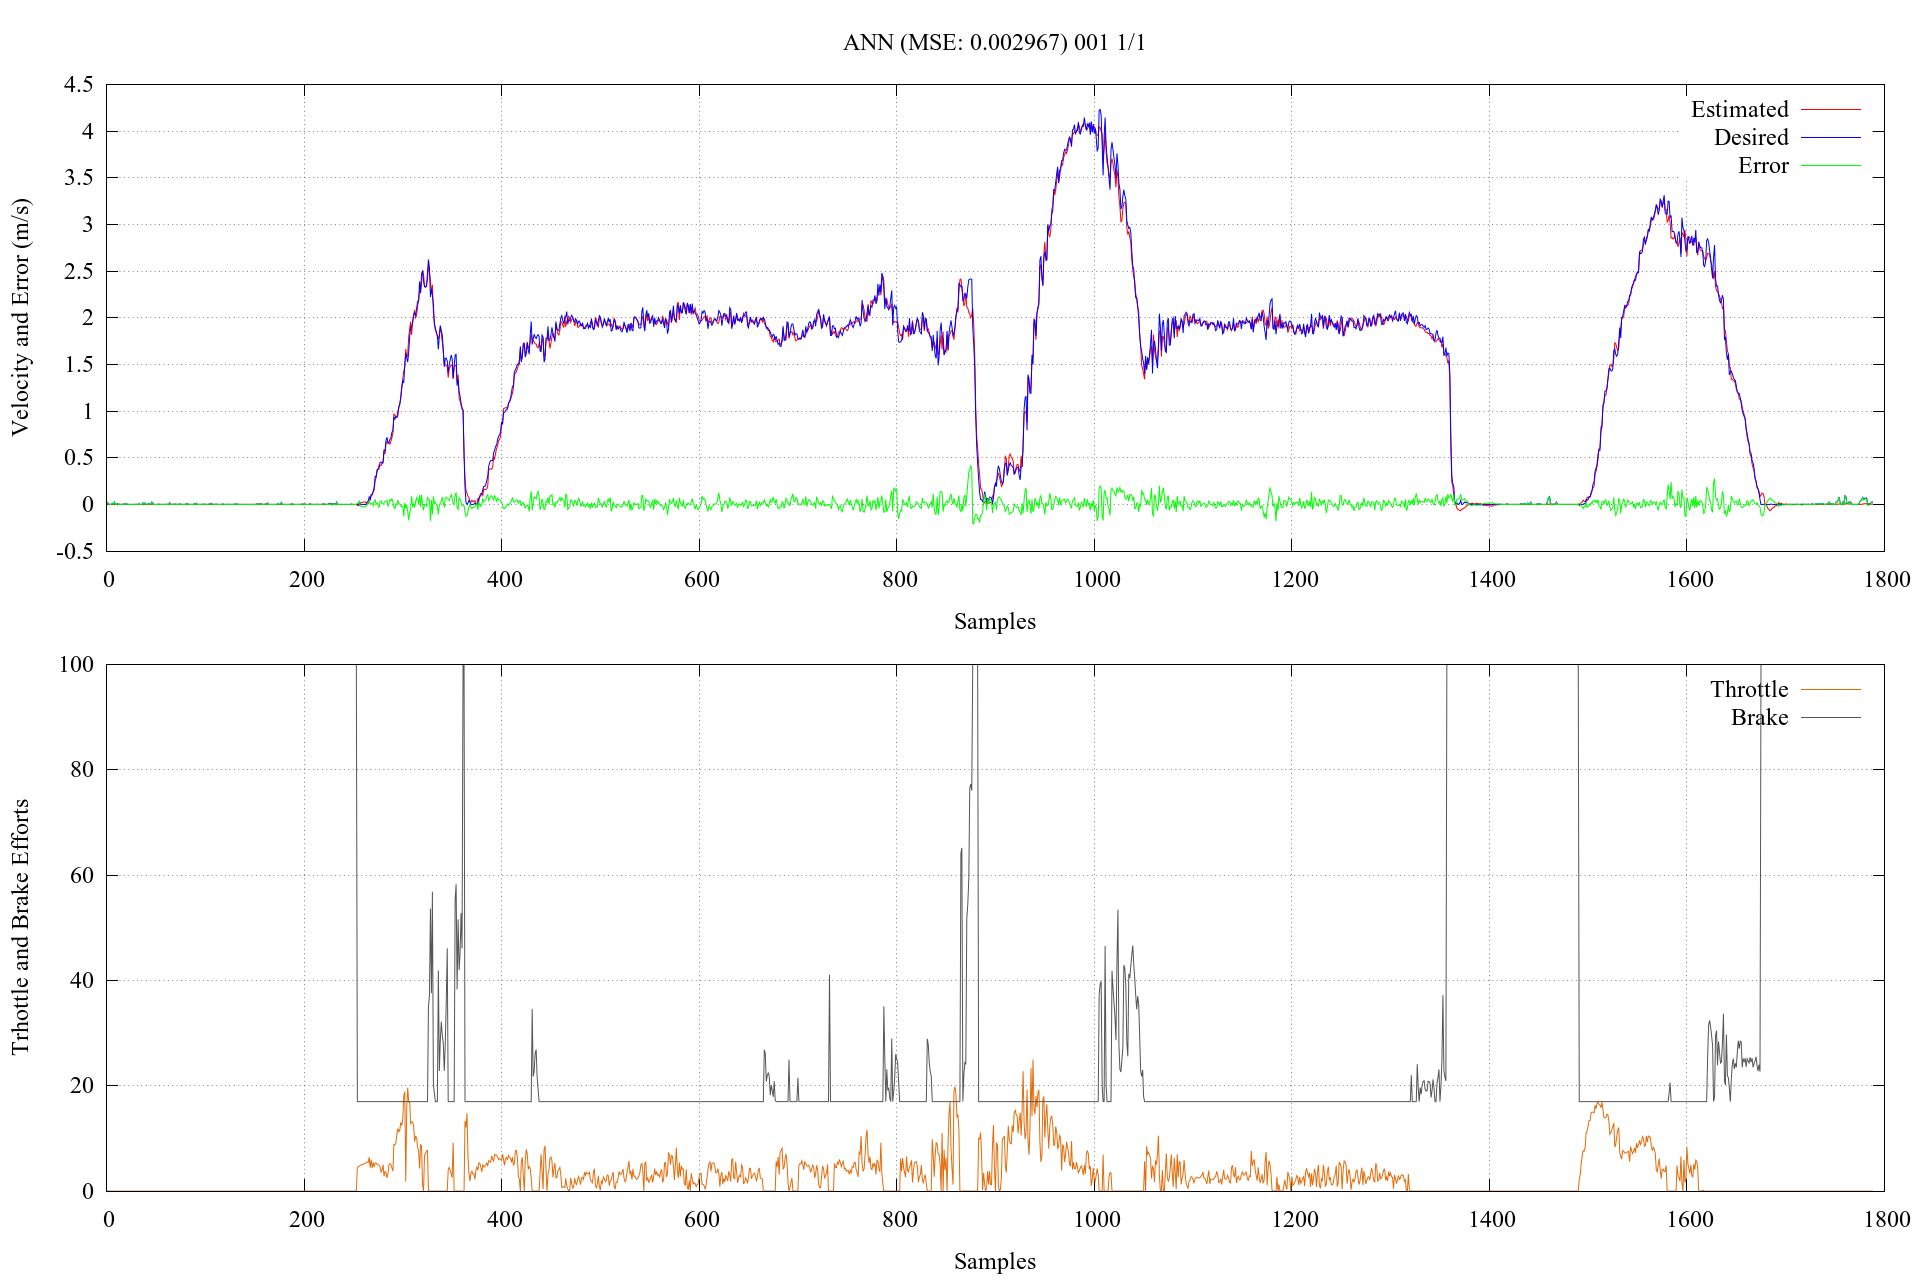 ANN (MSE: 0.002967) 001 1/1
4.5
4
3.5
3
2.5
2
1.5
1
0.5
0
-0.5
Velocity and Error (m/s)
Estimated
Desired
Error
0 200 400 600 800 1000 1200 1400 1600 1800
Samples
100
80
60
40
20
0
Trhottle and Brake Efforts
Throttle
Brake
0 200 400 600 800 1000 1200 1400 1600 1800
Samples